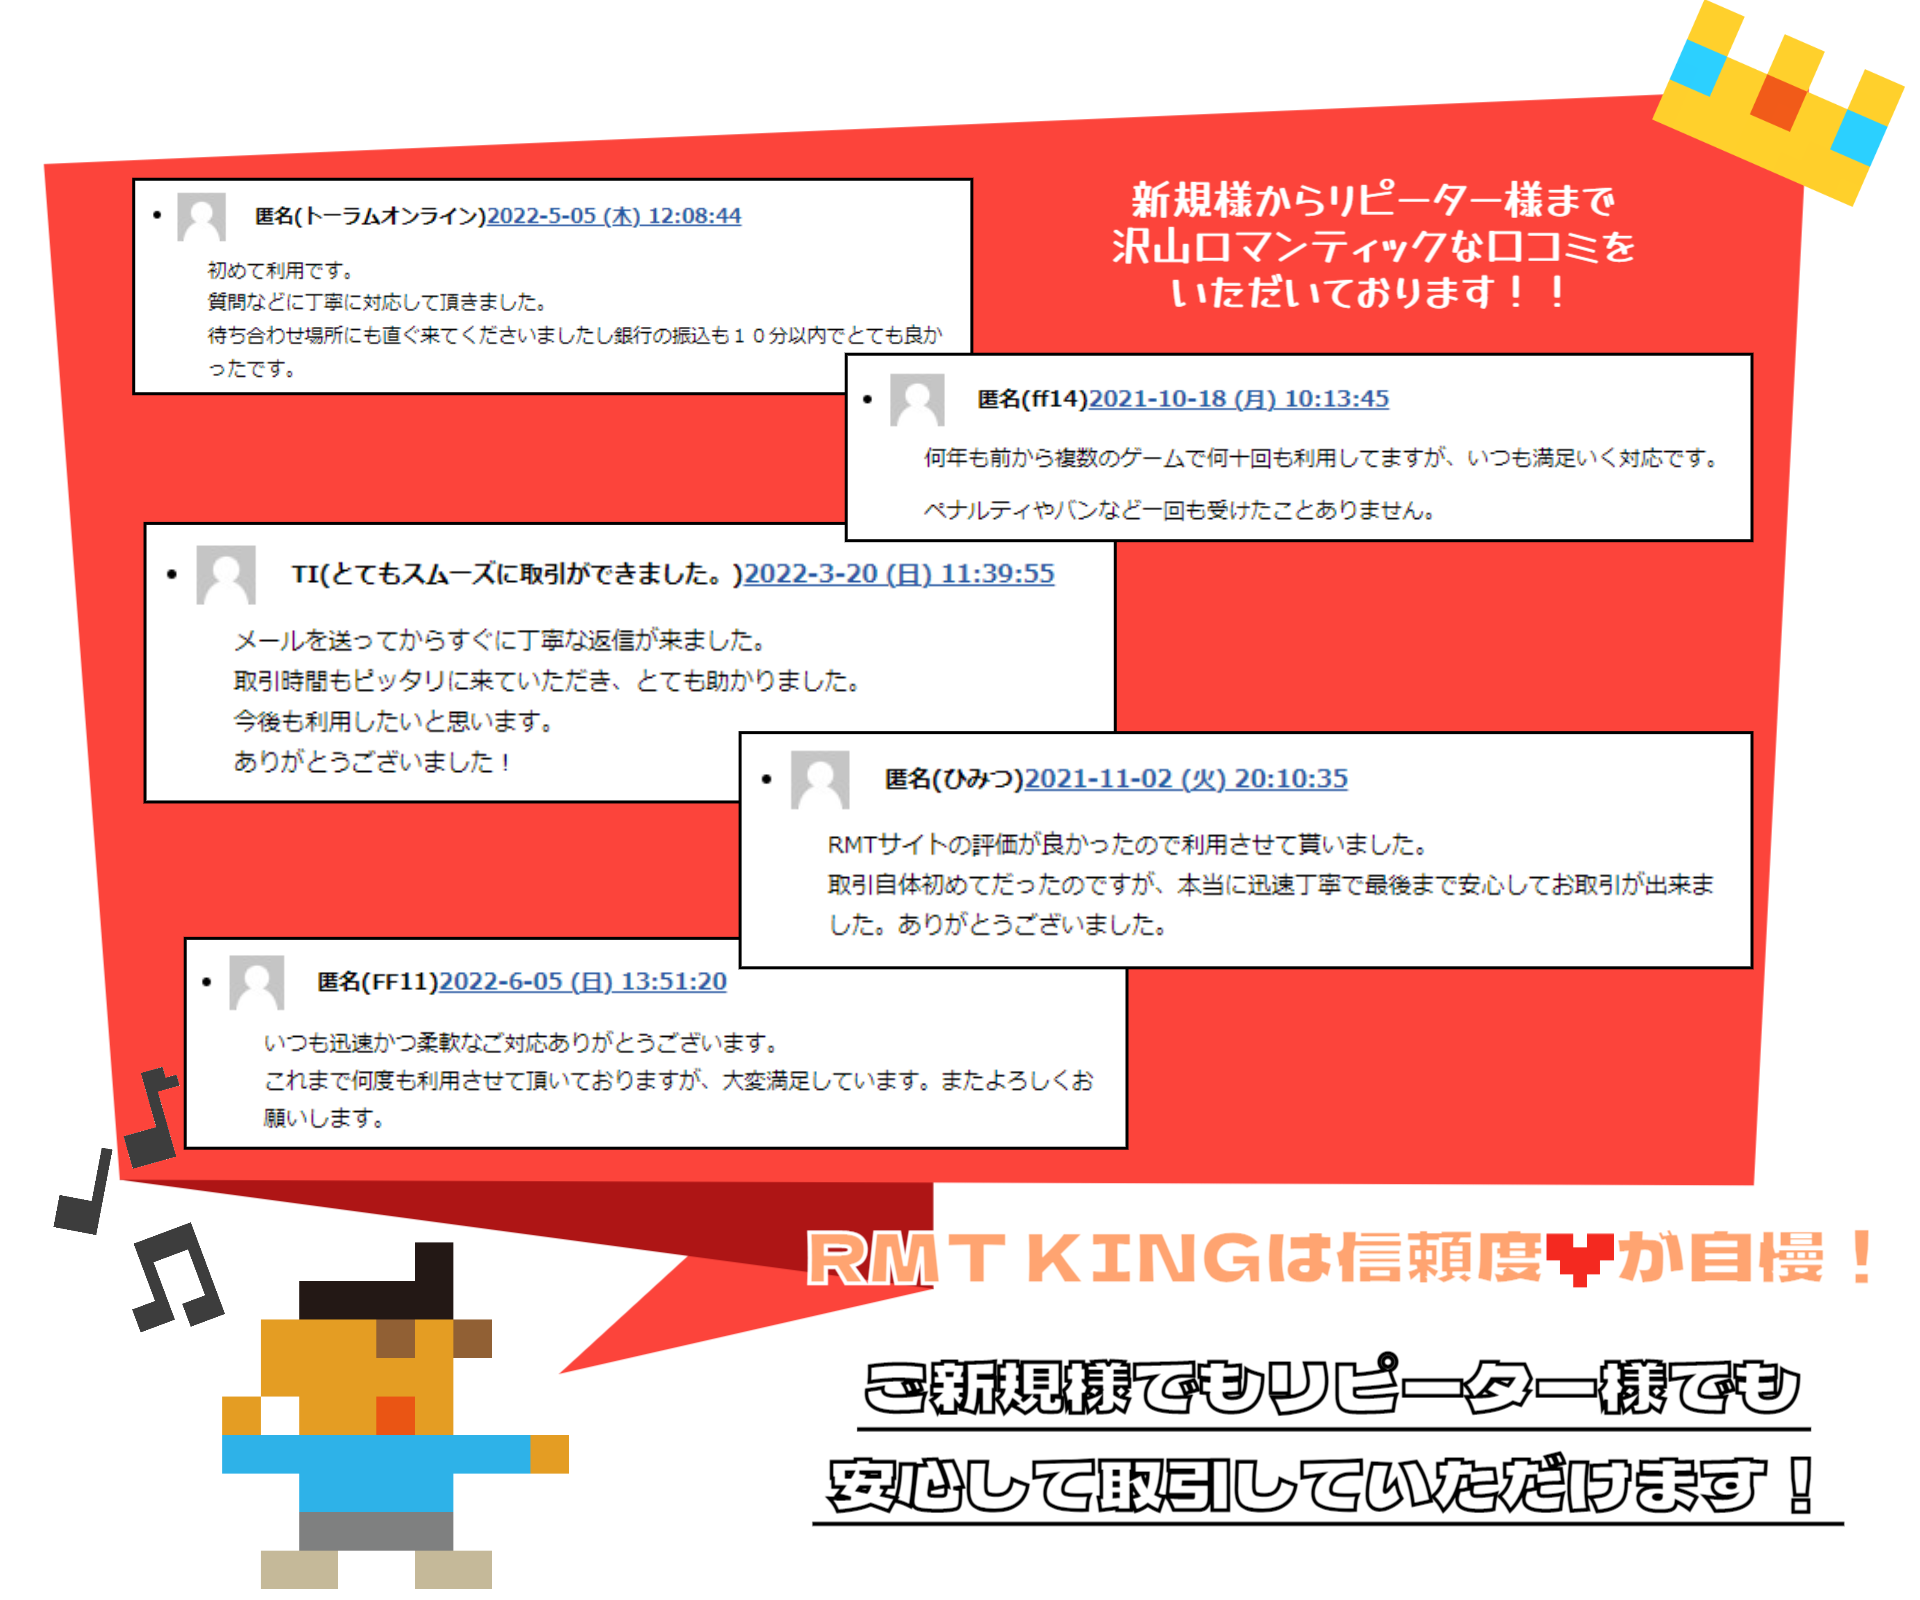 新規様からリピーター様まで
沢山ロマンティックな口コミを
いただいております！！
匿名(トーラムオンライン)2022-5-05 (木) 12:08:44
初めて利用です。
質問などに丁寧に対応して頂きました。
待ち合わせ場所にも直ぐ来てくださいましたし銀行の振込も１０分以内でとても良か
ったです。
匿名(ff14)2021-10-18 (月) 10:13:45
何年も前から複数のゲームで何十回も利用してますが、いつも満足いく対応です。
ペナルティやバンなど一回も受けたことありません。
TI(とてもスムーズに取引ができました。)2022-3-20 (日) 11:39:55
メールを送ってからすぐに丁寧な返信が来ました。
取引時間もピッタリに来ていただき、とても助かりました。
今後も利用したいと思います。
ありがとうございました！
匿名(ひみつ)2021-11-02 (火) 20:10:35
RMTサイトの評価が良かったので利用させて貰いました。
取引自体初めてだったのですが、本当に迅速丁寧で最後まで安心してお取引が出来ま
した。ありがとうございました。
匿名(FF11)2022-6-05 (日) 13:51:20
いつも迅速かつ柔軟なご対応ありがとうございます。
これまで何度も利用させて頂いておりますが、大変満足しています。またよろしくお
願いします。
RMT KINGは信頼度♥が自慢！
ご新規様でもリピーター様でも
安心して取引していただけます！